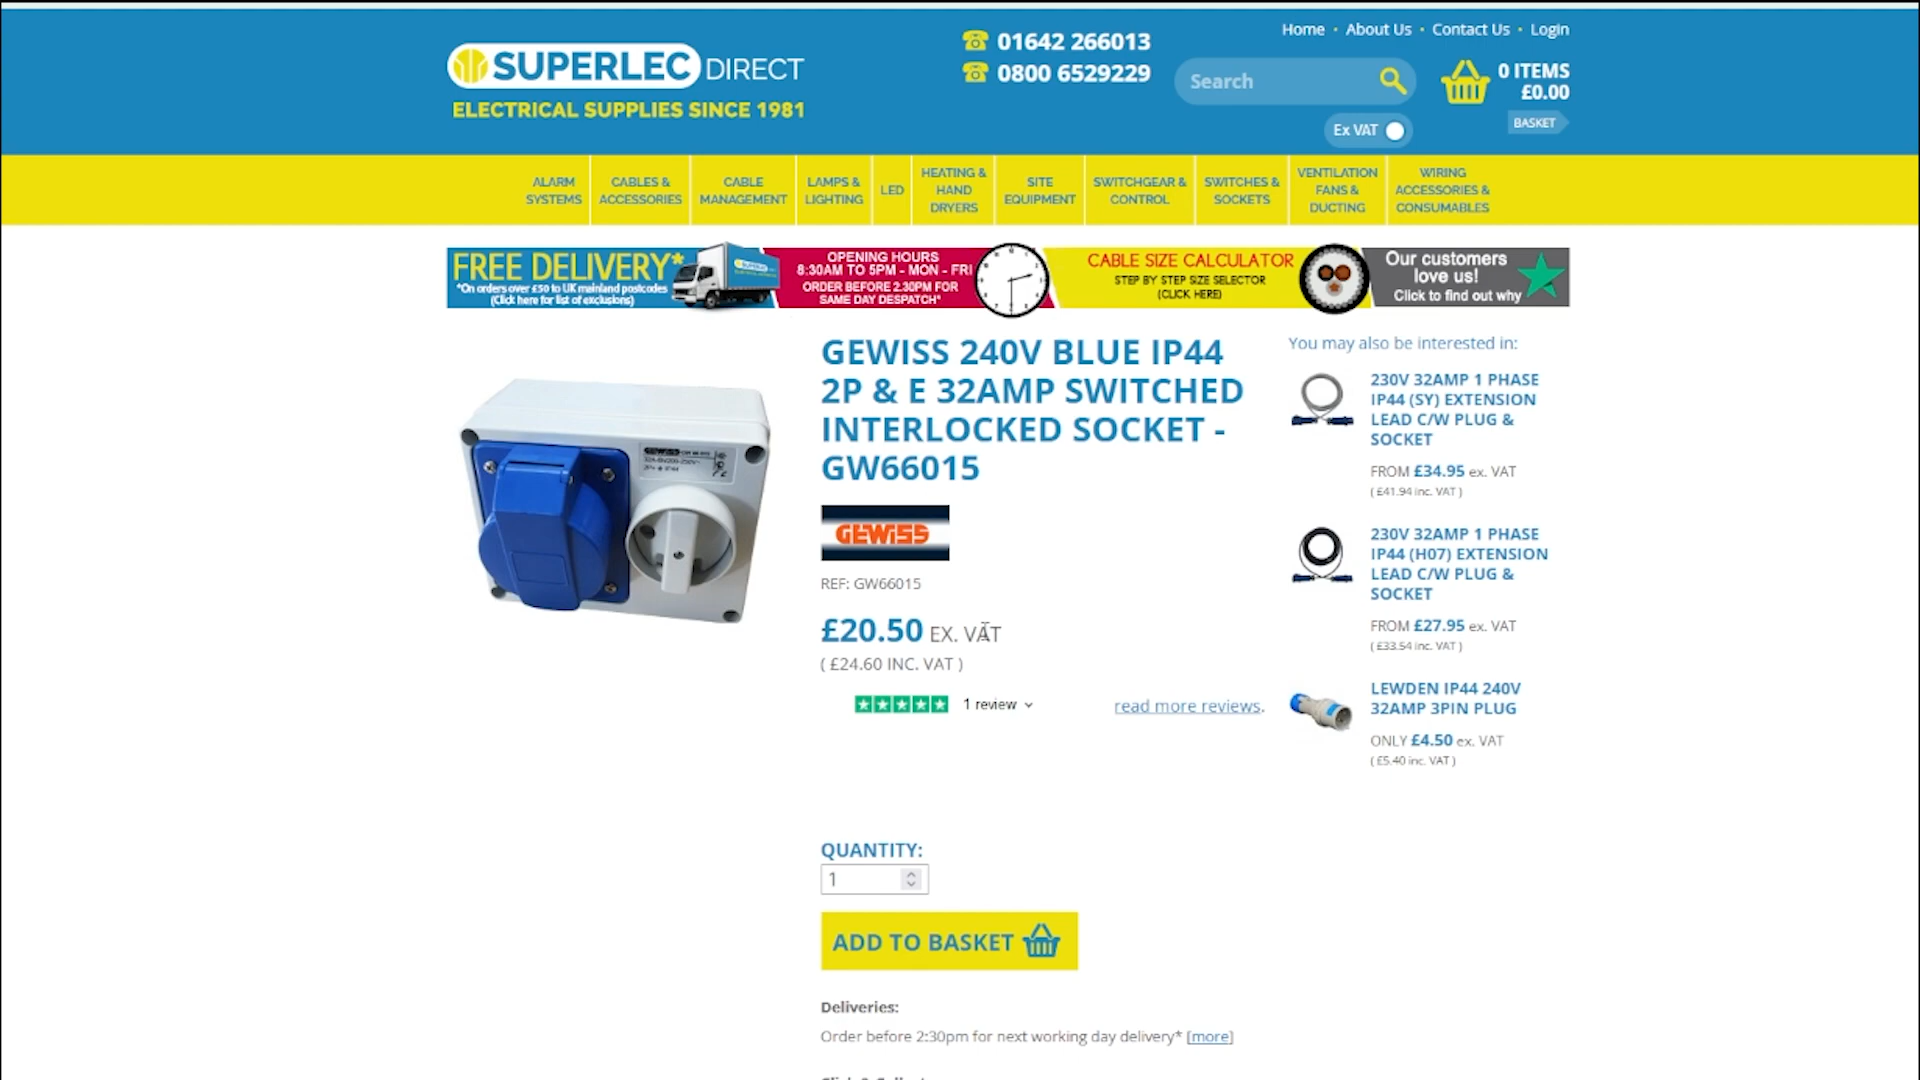 Home • About Us • Contact Us • Login
01642 266013
0800 6529229
SUPERLEC DIRECT
ELECTRICAL SUPPLIES SINCE 1981
Search
0 ITEMS
£0.00
Ex VAT
BASKET
ALARM
SYSTEMS
CABLES &
ACCESSORIES
CABLE
MANAGEMENT
LAMPS &
LIGHTING
LED
HEATING &
HAND
DRYERS
SITE
EQUIPMENT
SWITCHGEAR &
CONTROL
SWITCHES &
SOCKETS
VENTILATION
FANS &
DUCTING
WIRING
ACCESSORIES &
CONSUMABLES
FREE DELIVERY*
*On orders over £50 to UK mainland postcodes
(Click here for list of exclusions)
OPENING HOURS
8:30AM TO 5PM - MON - FRI
ORDER BEFORE 2.30PM FOR
SAME DAY DESPATCH*
CABLE SIZE CALCULATOR
STEP BY STEP SIZE SELECTOR
(CLICK HERE)
Our customers
love us!
Click to find out why
GEWISS 240V BLUE IP44
2P & E 32AMP SWITCHED
INTERLOCKED SOCKET -
GW66015
GEWISS
REF: GW66015
£20.50 EX. VAT
( £24.60 INC. VAT )
1 review
read more reviews.
You may also be interested in:
230V 32AMP 1 PHASE
IP44 (SY) EXTENSION
LEAD C/W PLUG &
SOCKET
FROM £34.95 ex. VAT
( £41.94 inc. VAT )
230V 32AMP 1 PHASE
IP44 (H07) EXTENSION
LEAD C/W PLUG &
SOCKET
FROM £27.95 ex. VAT
( £33.54 inc. VAT )
LEWDEN IP44 240V
32AMP 3PIN PLUG
ONLY £4.50 ex. VAT
( £5.40 inc. VAT )
QUANTITY:
1
ADD TO BASKET
Deliveries:
Order before 2:30pm for next working day delivery* [more]